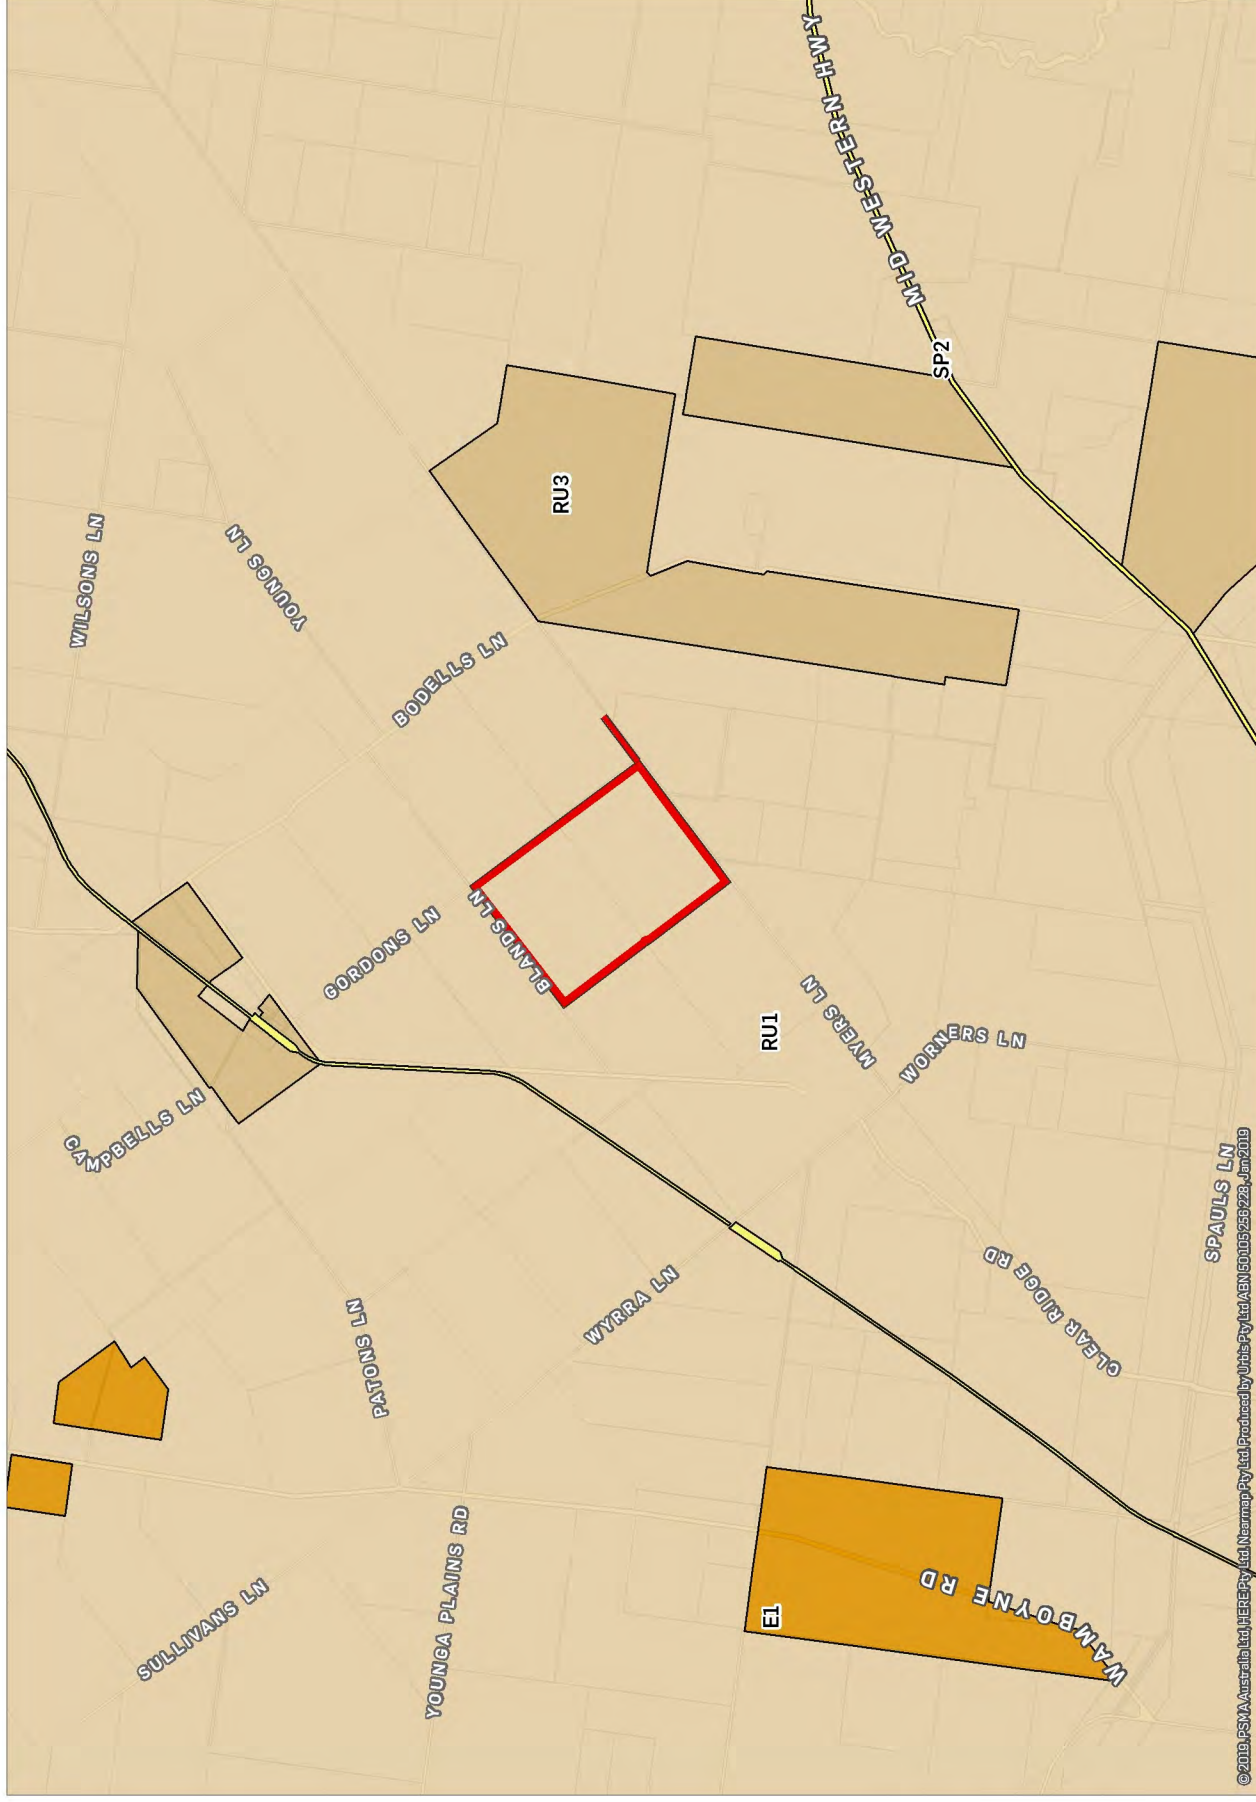 SULLIVANS LN
CAMPBELLS LN
WILSONS LN
PATONS LN
GORDONS LN
YOUNGS LN
YOUNGA PLAINS RD
BODELLS LN
BLANDS LN
RU3
WYRRA LN
E1
RU1
MYERS LN
MID WESTERN HWY
SP2
WORNERS LN
WAMBOYNE RD
CLEAR RIDGE RD
SPAULS LN
© 2019. PSMA Australia Ltd, HERE Pty Ltd. Nearmap Pty Ltd. Produced by Urbis Pty Ltd ABN 50 105 256 228, Jan 2019